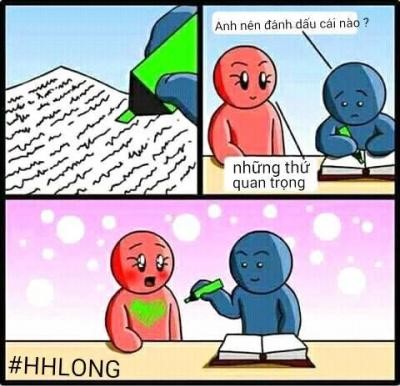 Anh nên đánh dấu cái nào ?
những thứ
quan trọng
#HHLONG